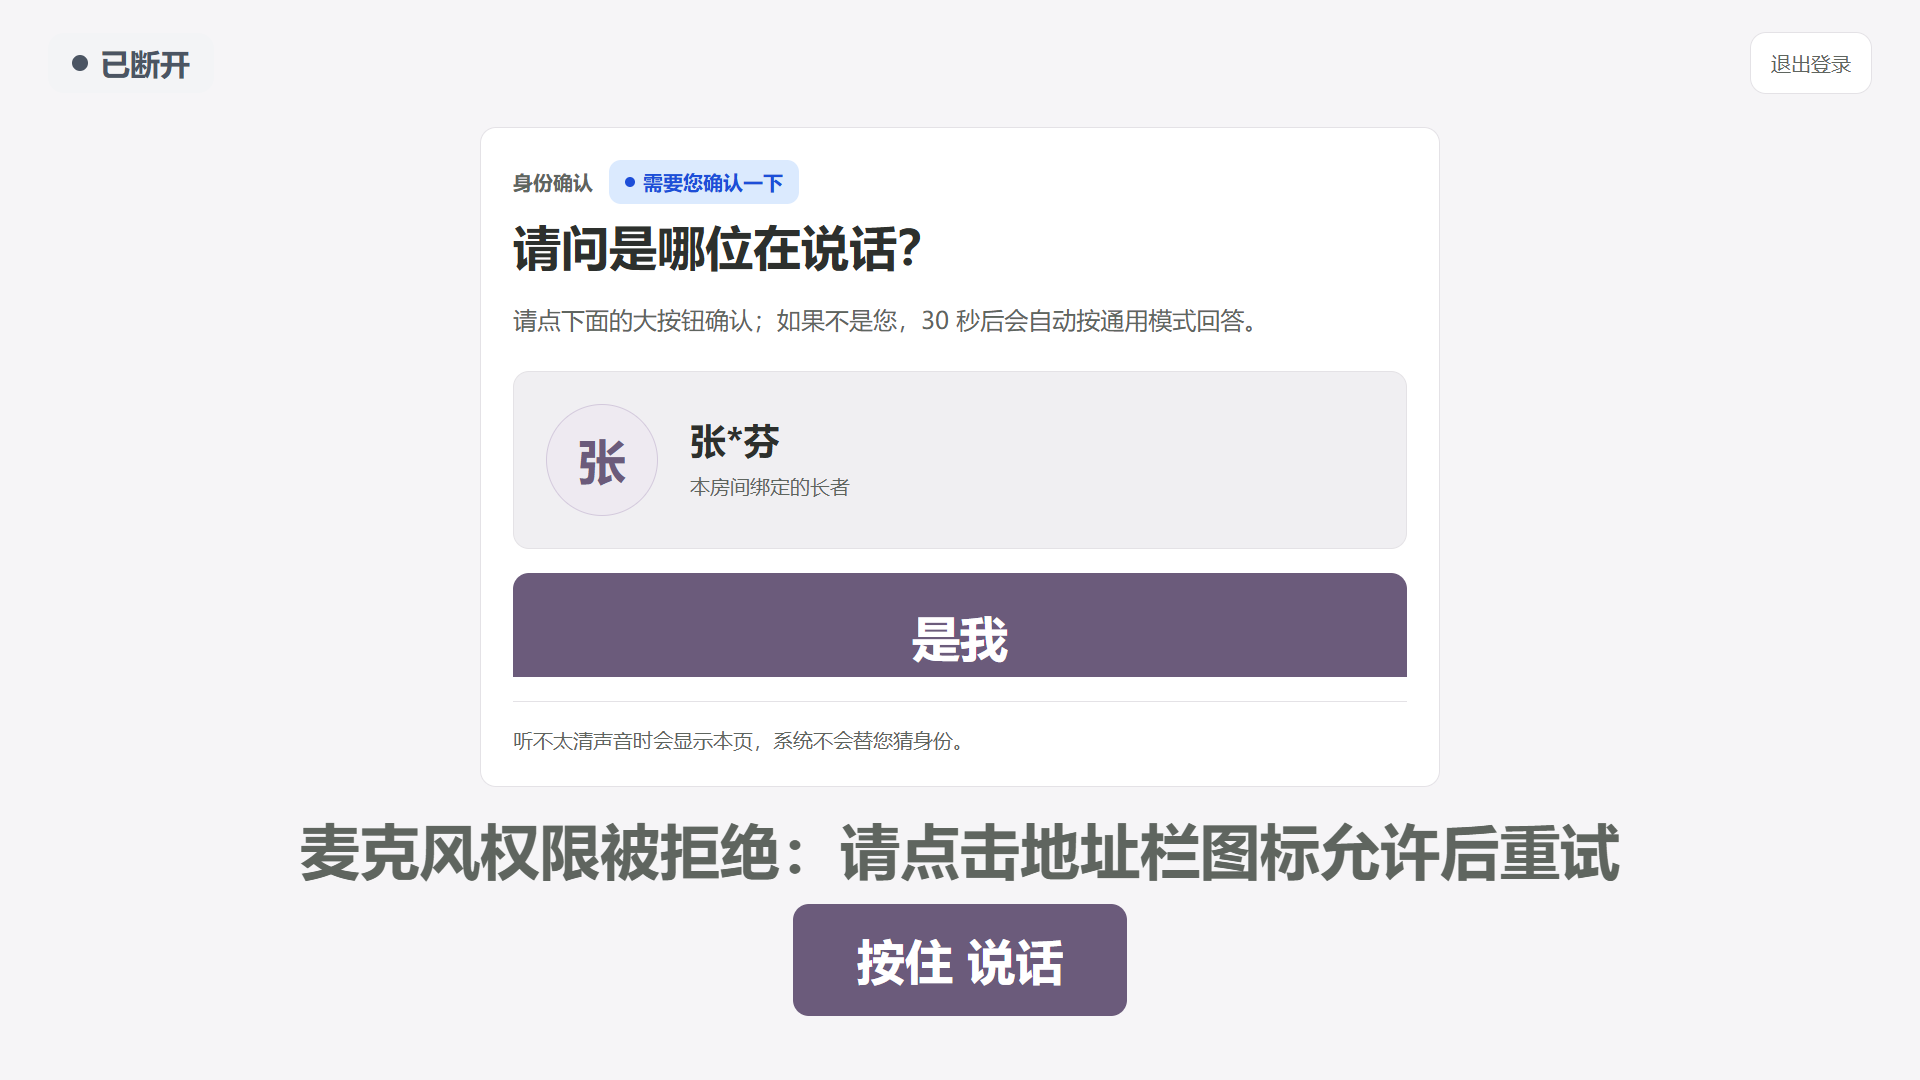 已断开
退出登录
身份确认
需要您确认一下
请问是哪位在说话？
请点下面的大按钮确认；如果不是您，30 秒后会自动按通用模式回答。
张
张*芬
本房间绑定的长者
是我
听不太清声音时会显示本页，系统不会替您猜身份。
麦克风权限被拒绝：请点击地址栏图标允许后重试
按住 说话